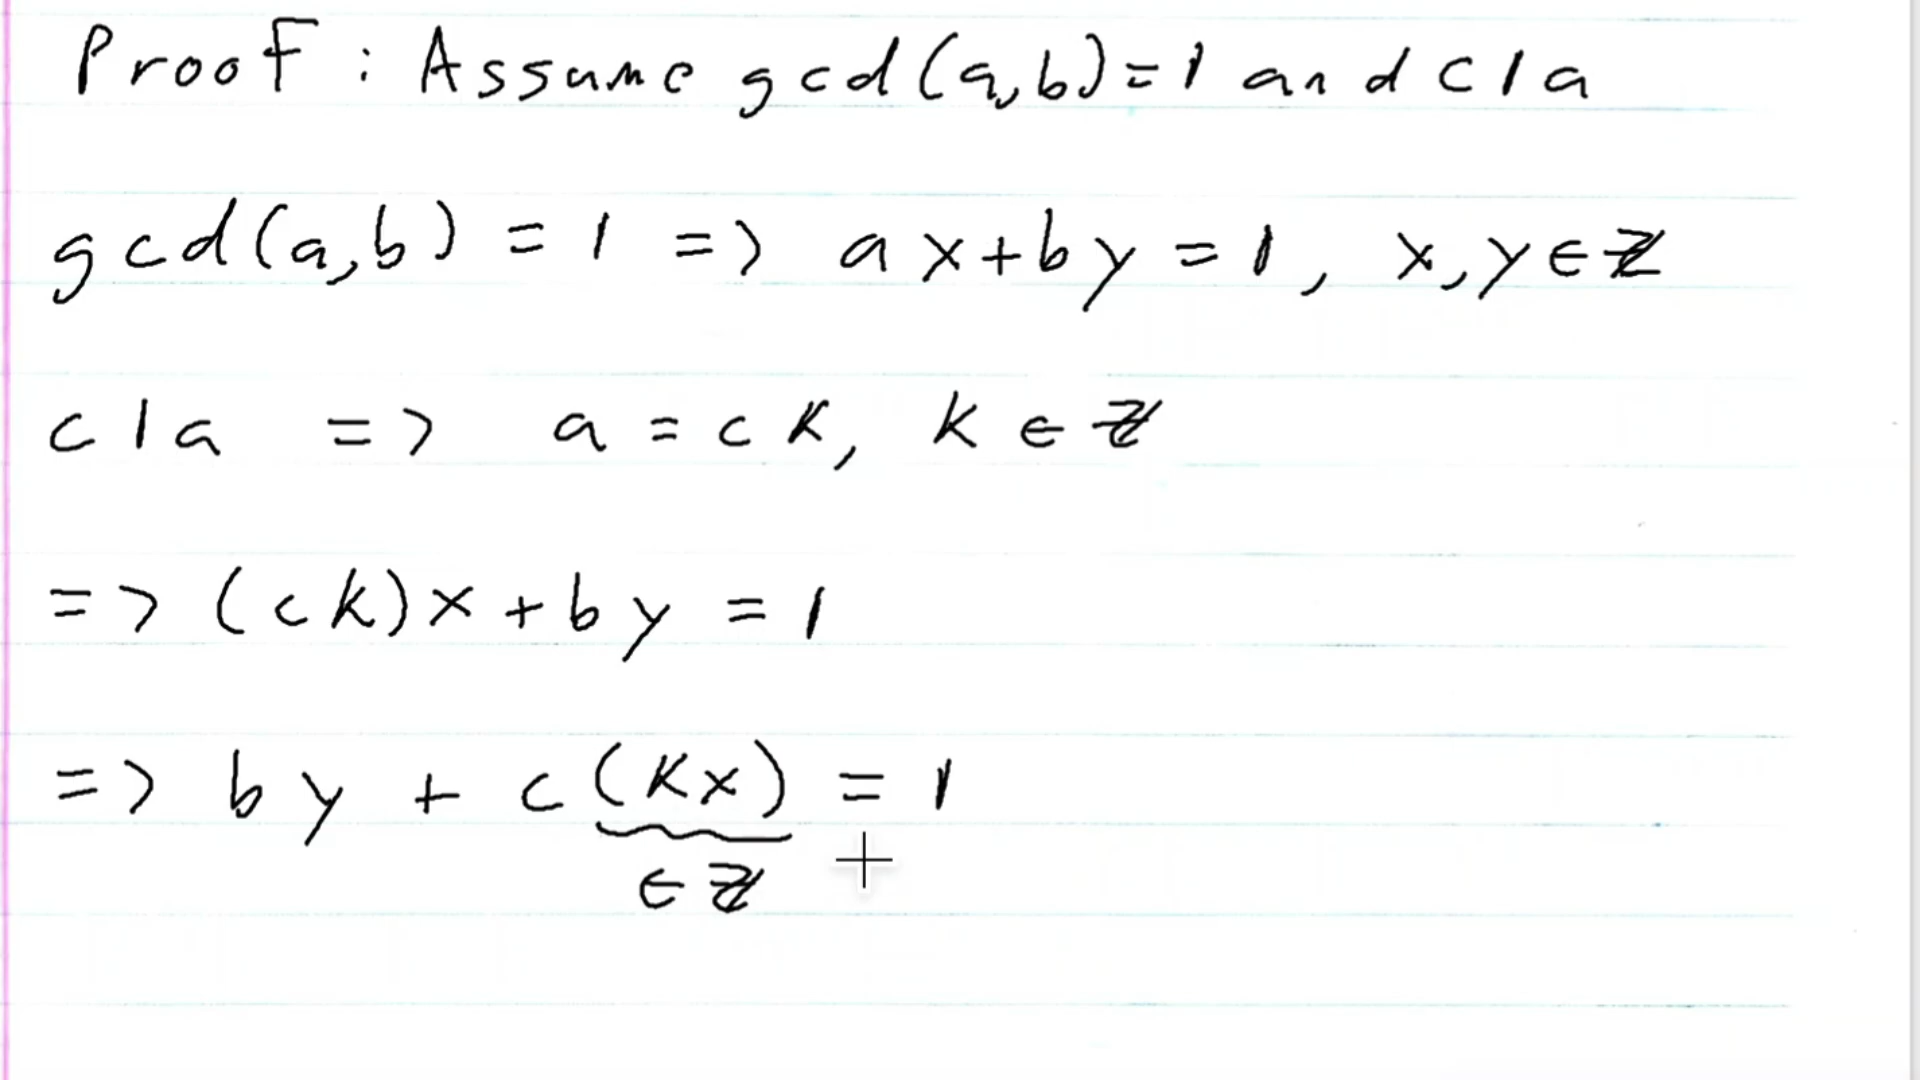 Proof : Assume gcd(a,b)=1 and c|a
gcd(a,b) = 1 => ax+by = 1, x,y∈ℤ
c|a => a = ck, k∈ℤ
=> (ck)x+by = 1
=> by + c(kx) = 1
∈ℤ